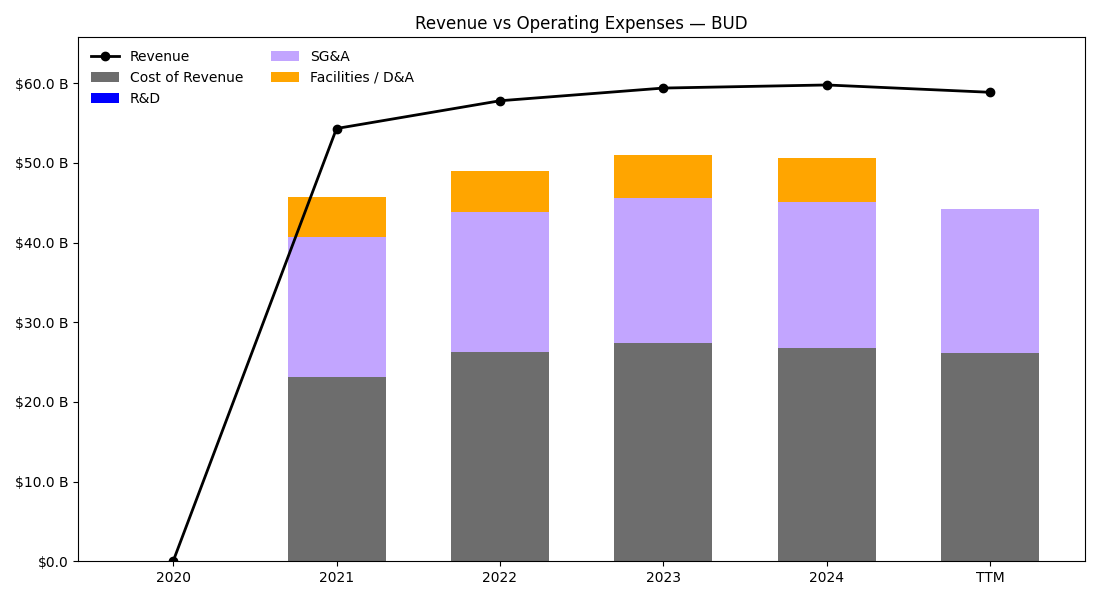 Revenue vs Operating Expenses — BUD
Revenue
Cost of Revenue
R&D
SG&A
Facilities / D&A
$60.0 B
$50.0 B
$40.0 B
$30.0 B
$20.0 B
$10.0 B
$0.0
2020 2021 2022 2023 2024 TTM